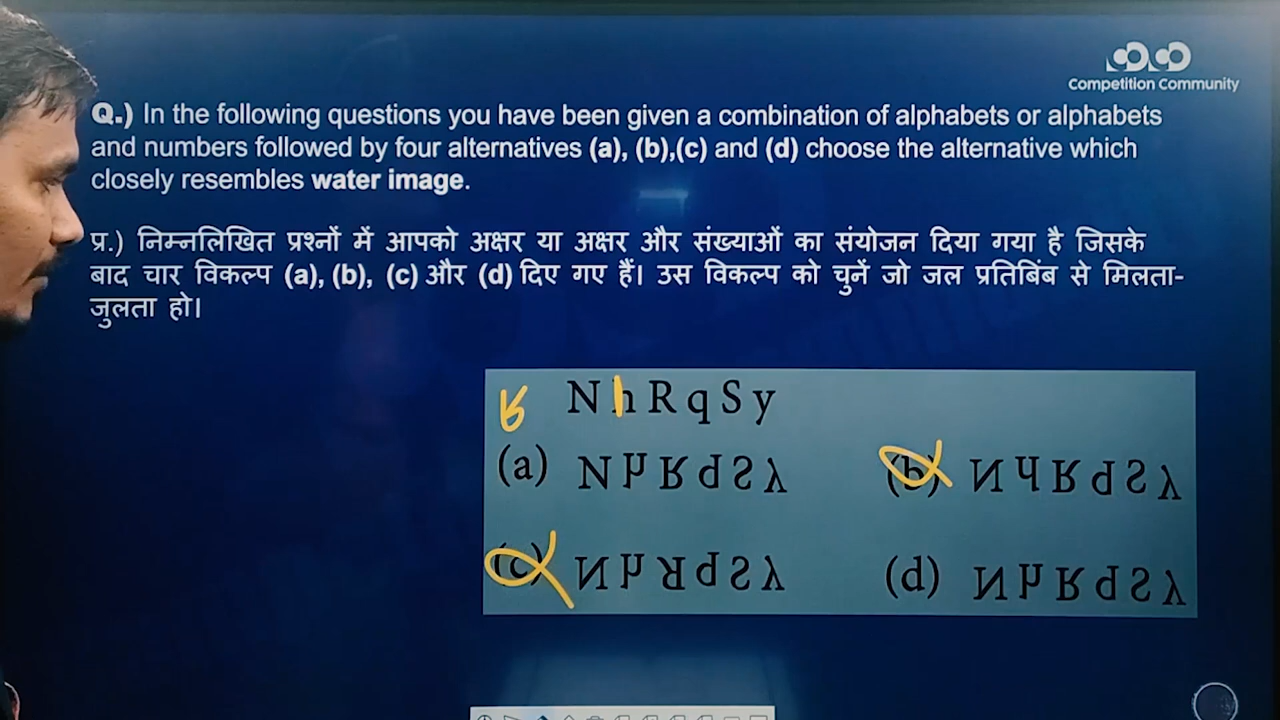 Competition Community
Q.) In the following questions you have been given a combination of alphabets or alphabets
and numbers followed by four alternatives (a), (b),(c) and (d) choose the alternative which
closely resembles water image.
प्र.) निम्नलिखित प्रश्नों में आपको अक्षर या अक्षर और संख्याओं का संयोजन दिया गया है जिसके
बाद चार विकल्प (a), (b), (c) और (d) दिए गए हैं। उस विकल्प को चुनें जो जल प्रतिबिंब से मिलता-
जुलता हो।
N h R q S y
(a)
(b)
(c)
(d)